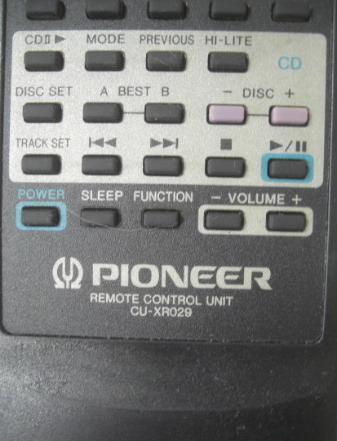 CDII ▶ MODE PREVIOUS HI-LITE
CD
DISC SET A BEST B - DISC +
TRACK SET ⏮ ⏭ ■ ▶/II
POWER SLEEP FUNCTION - VOLUME +
PIONEER
REMOTE CONTROL UNIT
CU-XR029